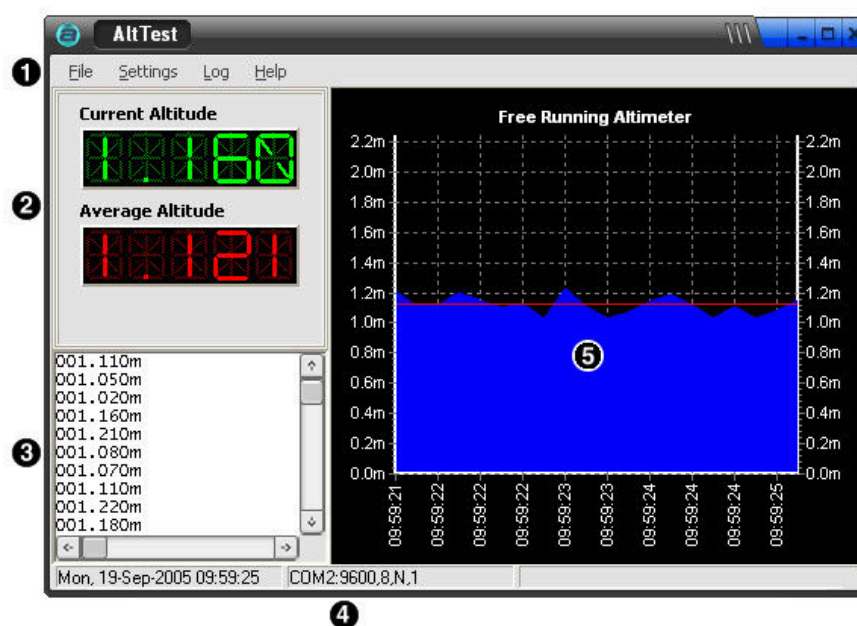 AltTest
❶
File Settings Log Help
Current Altitude
1.160
❷
Average Altitude
1.121
001.110m
001.050m
001.020m
001.160m
001.210m
001.080m
❸
001.070m
001.110m
001.220m
001.180m
Free Running Altimeter
2.2m 2.2m
2.0m 2.0m
1.8m 1.8m
1.6m 1.6m
1.4m 1.4m
1.2m 1.2m
1.0m 1.0m
0.8m 0.8m
❺
0.6m 0.6m
0.4m 0.4m
0.2m 0.2m
0.0m 0.0m
09:59:21 09:59:22 09:59:22 09:59:22 09:59:23 09:59:23 09:59:24 09:59:24 09:59:24 09:59:25
Mon, 19-Sep-2005 09:59:25 COM2:9600,8,N,1
❹